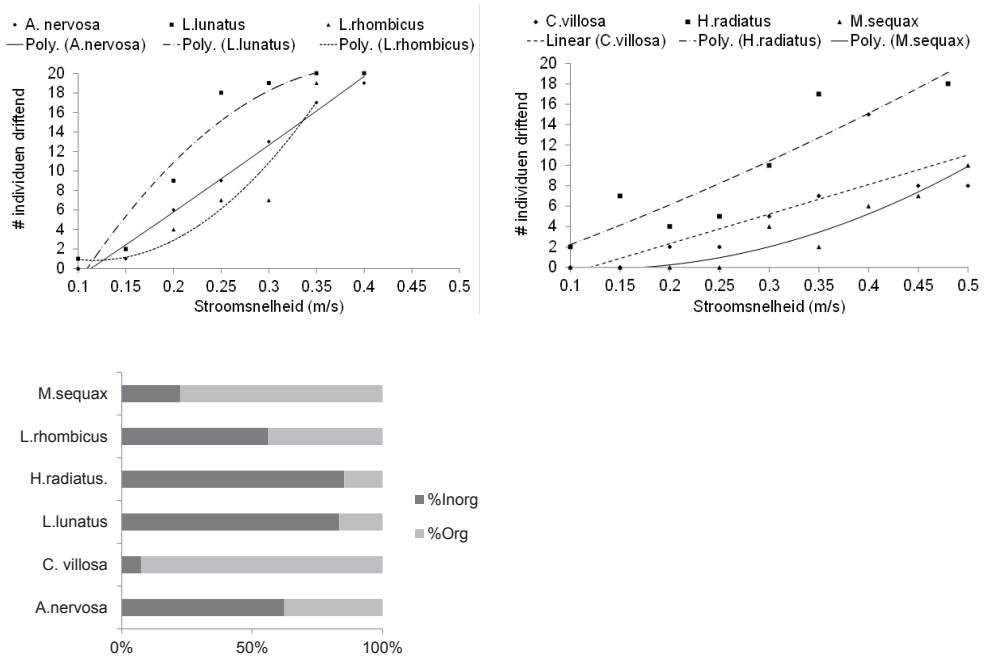 A. nervosa L.lunatus L.rhombicus
Poly. (A.nervosa) Poly. (L.lunatus) Poly. (L.rhombicus)
20
18
16
14
12
10
8
6
4
2
0
# individuen driftend
0.1 0.15 0.2 0.25 0.3 0.35 0.4 0.45 0.5
Stroomsnelheid (m/s)
C.villosa H.radiatus M.sequax
Linear (C.villosa) Poly. (H.radiatus) Poly. (M.sequax)
20
18
16
14
12
10
8
6
4
2
0
# individuen driftend
0.1 0.15 0.2 0.25 0.3 0.35 0.4 0.45 0.5
Stroomsnelheid (m/s)
M.sequax
L.rhombicus
H.radiatus.
L.lunatus
C. villosa
A.nervosa
0% 50% 100%
%Inorg
%Org